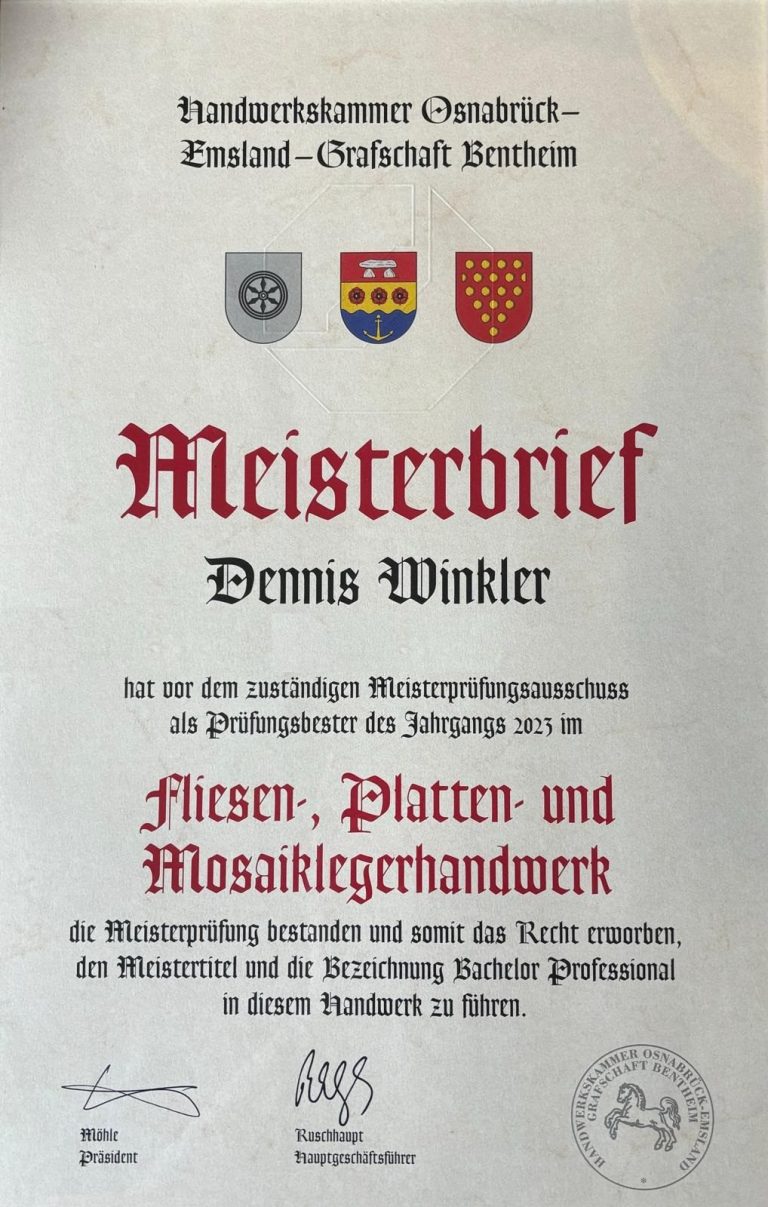 Handwerkskammer Osnabrück–
Emsland–Grafschaft Bentheim
Meisterbrief
Dennis Winkler
hat vor dem zuständigen Meisterprüfungsausschuss
als Prüfungsbester des Jahrgangs 2023 im
Fliesen-, Platten- und
Mosaiklegerhandwerk
die Meisterprüfung bestanden und somit das Recht erworben,
den Meistertitel und die Bezeichnung Bachelor Professional
in diesem Handwerk zu führen.
Möhle
Präsident
Ruschhaupt
Hauptgeschäftsführer
HANDWERKSKAMMER OSNABRÜCK-EMSLAND
GRAFSCHAFT BENTHEIM